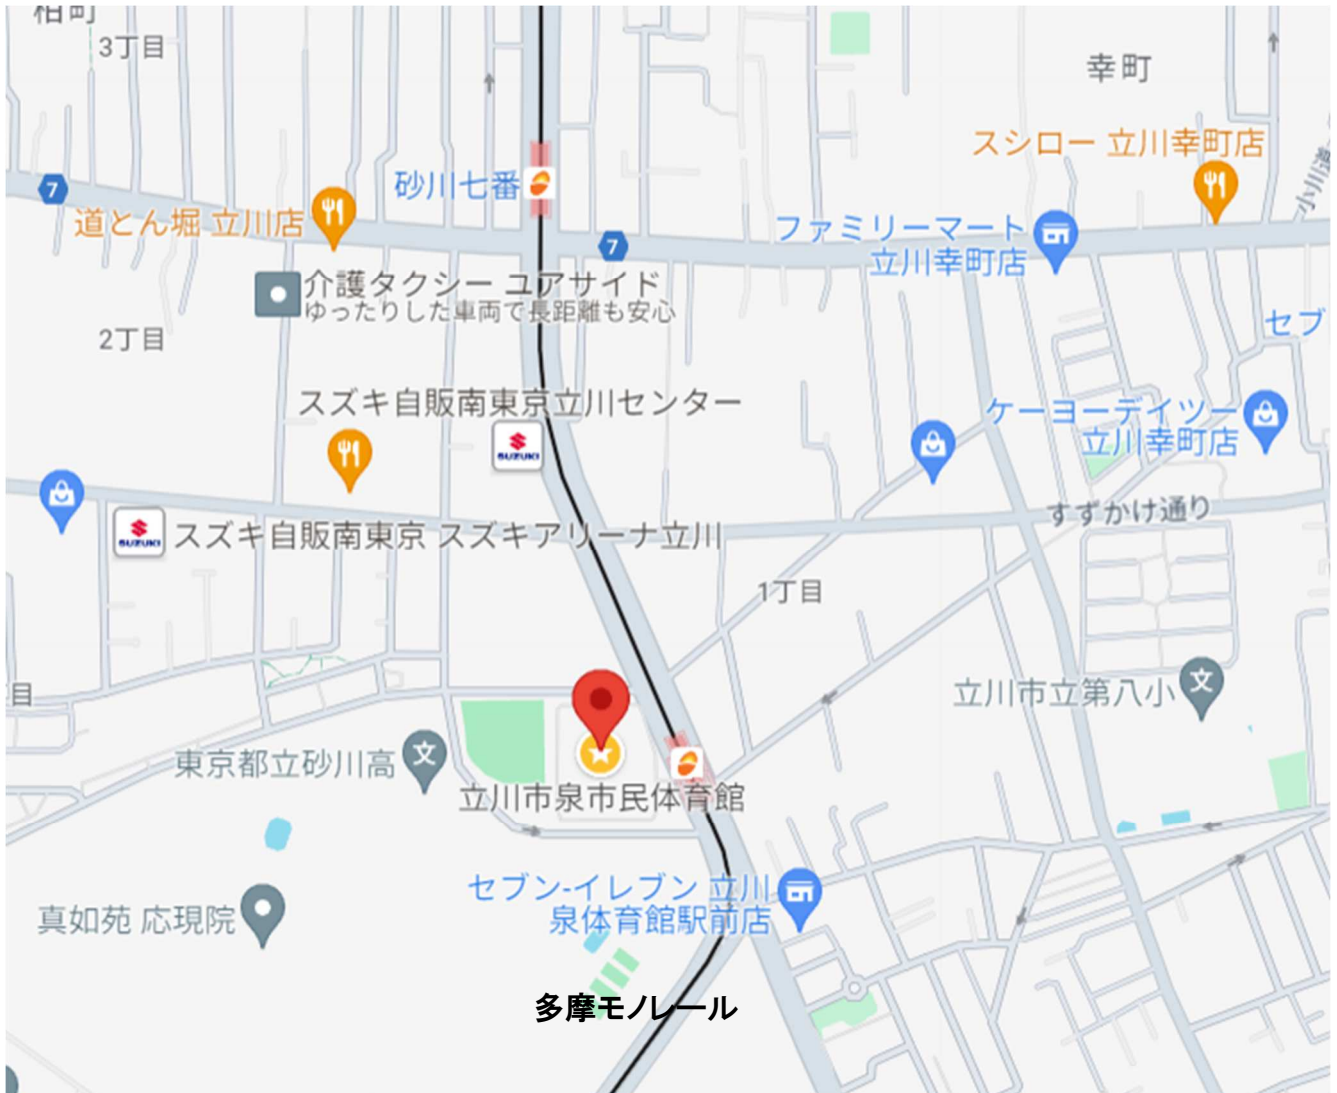 柏町
3丁目
幸町
スシロー 立川幸町店
7
砂川七番
道とん堀 立川店
7
ファミリーマート
立川幸町店
介護タクシー ユアサイド
ゆったりした車両で長距離も安心
2丁目
セブ
スズキ自販南東京立川センター
SUZUKI
ケーヨーデイツー
立川幸町店
すずかけ通り
SUZUKI
スズキ自販南東京 スズキアリーナ立川
1丁目
目
立川市立第八小
文
東京都立砂川高
文
立川市泉市民体育館
セブン-イレブン 立川
泉体育館駅前店
真如苑 応現院
多摩モノレール